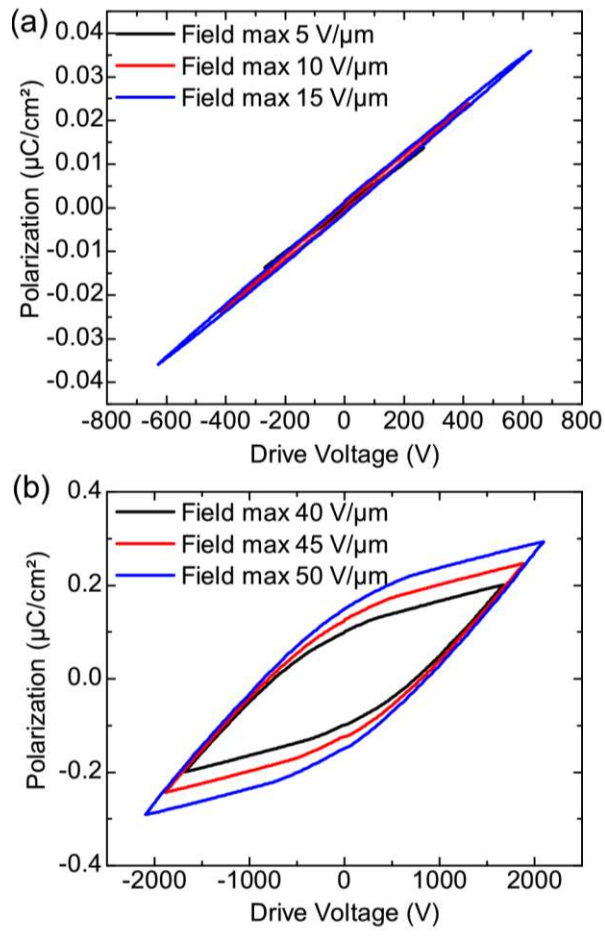 (a)
0.04
0.03
0.02
0.01
0.00
-0.01
-0.02
-0.03
-0.04
Polarization (µC/cm²)
Field max 5 V/µm
Field max 10 V/µm
Field max 15 V/µm
-800 -600 -400 -200 0 200 400 600 800
Drive Voltage (V)
(b)
0.4
0.2
0.0
-0.2
-0.4
Polarization (µC/cm²)
Field max 40 V/µm
Field max 45 V/µm
Field max 50 V/µm
-2000 -1000 0 1000 2000
Drive Voltage (V)